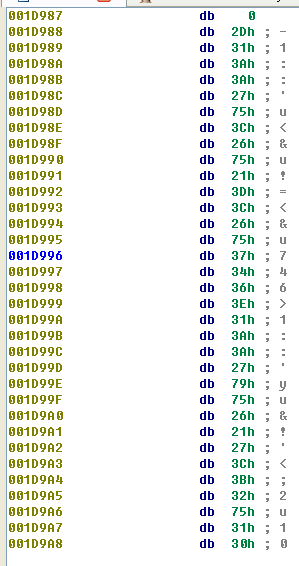 001D987 db 0
001D988 db 2Dh ; -
001D989 db 31h ; 1
001D98A db 3Ah ; :
001D98B db 3Ah ; :
001D98C db 27h ; '
001D98D db 75h ; u
001D98E db 3Ch ; <
001D98F db 26h ; &
001D990 db 75h ; u
001D991 db 21h ; !
001D992 db 3Dh ; =
001D993 db 3Ch ; <
001D994 db 26h ; &
001D995 db 75h ; u
001D996 db 37h ; 7
001D997 db 34h ; 4
001D998 db 36h ; 6
001D999 db 3Eh ; >
001D99A db 31h ; 1
001D99B db 3Ah ; :
001D99C db 3Ah ; :
001D99D db 27h ; '
001D99E db 79h ; y
001D99F db 75h ; u
001D9A0 db 26h ; &
001D9A1 db 21h ; !
001D9A2 db 27h ; '
001D9A3 db 3Ch ; <
001D9A4 db 3Bh ; ;
001D9A5 db 32h ; 2
001D9A6 db 75h ; u
001D9A7 db 31h ; 1
001D9A8 db 30h ; 0